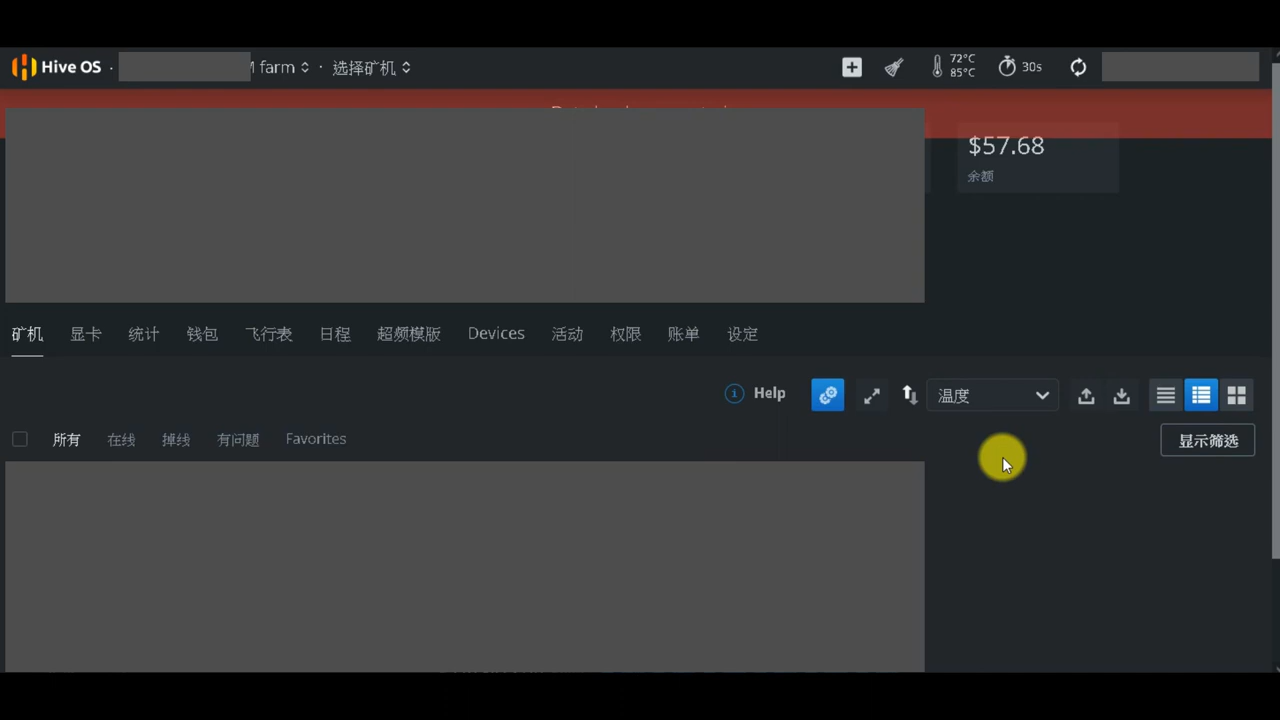 Hive OS · farm · 选择矿机
72°C
85°C
30s
$57.68
余额
矿机 显卡 统计 钱包 飞行表 日程 超频模版 Devices 活动 权限 账单 设定
Help 温度
所有 在线 掉线 有问题 Favorites 显示筛选